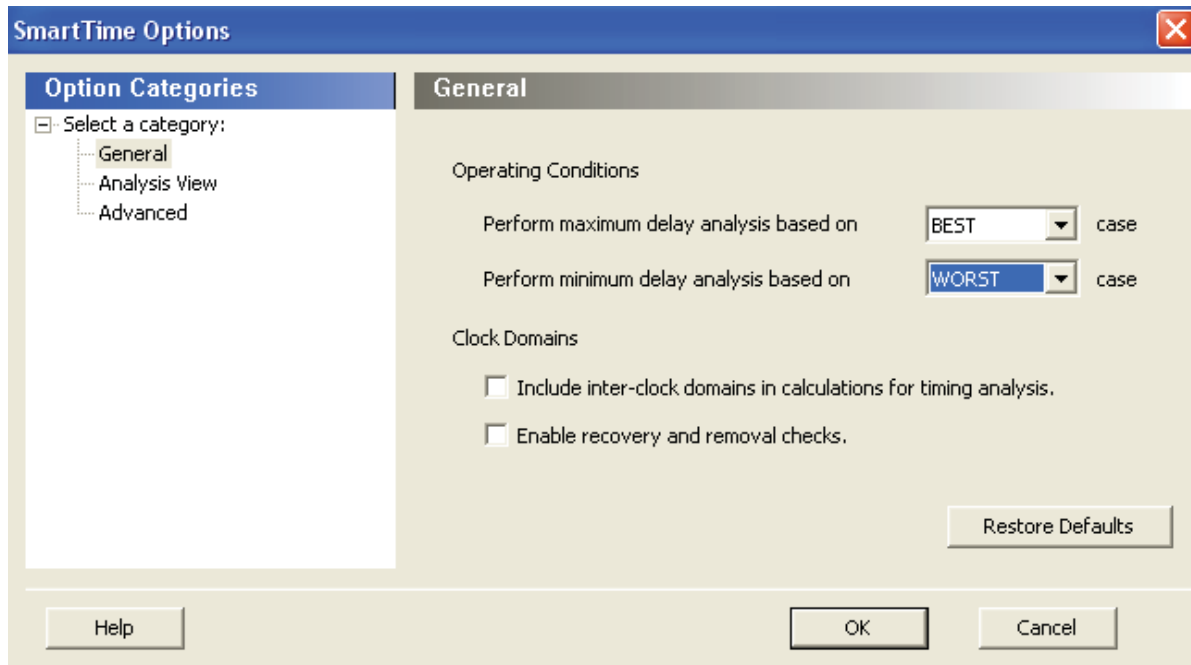 SmartTime Options
Option Categories
Select a category:
General
Analysis View
Advanced
General
Operating Conditions
Perform maximum delay analysis based on BEST case
Perform minimum delay analysis based on WORST case
Clock Domains
Include inter-clock domains in calculations for timing analysis.
Enable recovery and removal checks.
Restore Defaults
Help OK Cancel